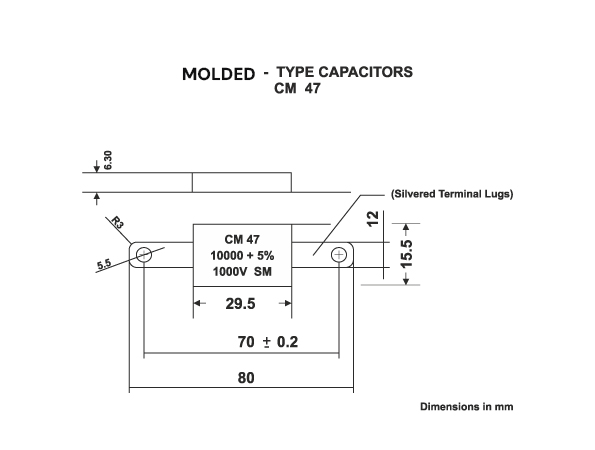 MOLDED - TYPE CAPACITORS
CM 47
6.30
(Silvered Terminal Lugs)
R3
12
CM 47
10000 + 5%
1000V SM
15.5
5.5
29.5
70 ± 0.2
80
Dimensions in mm